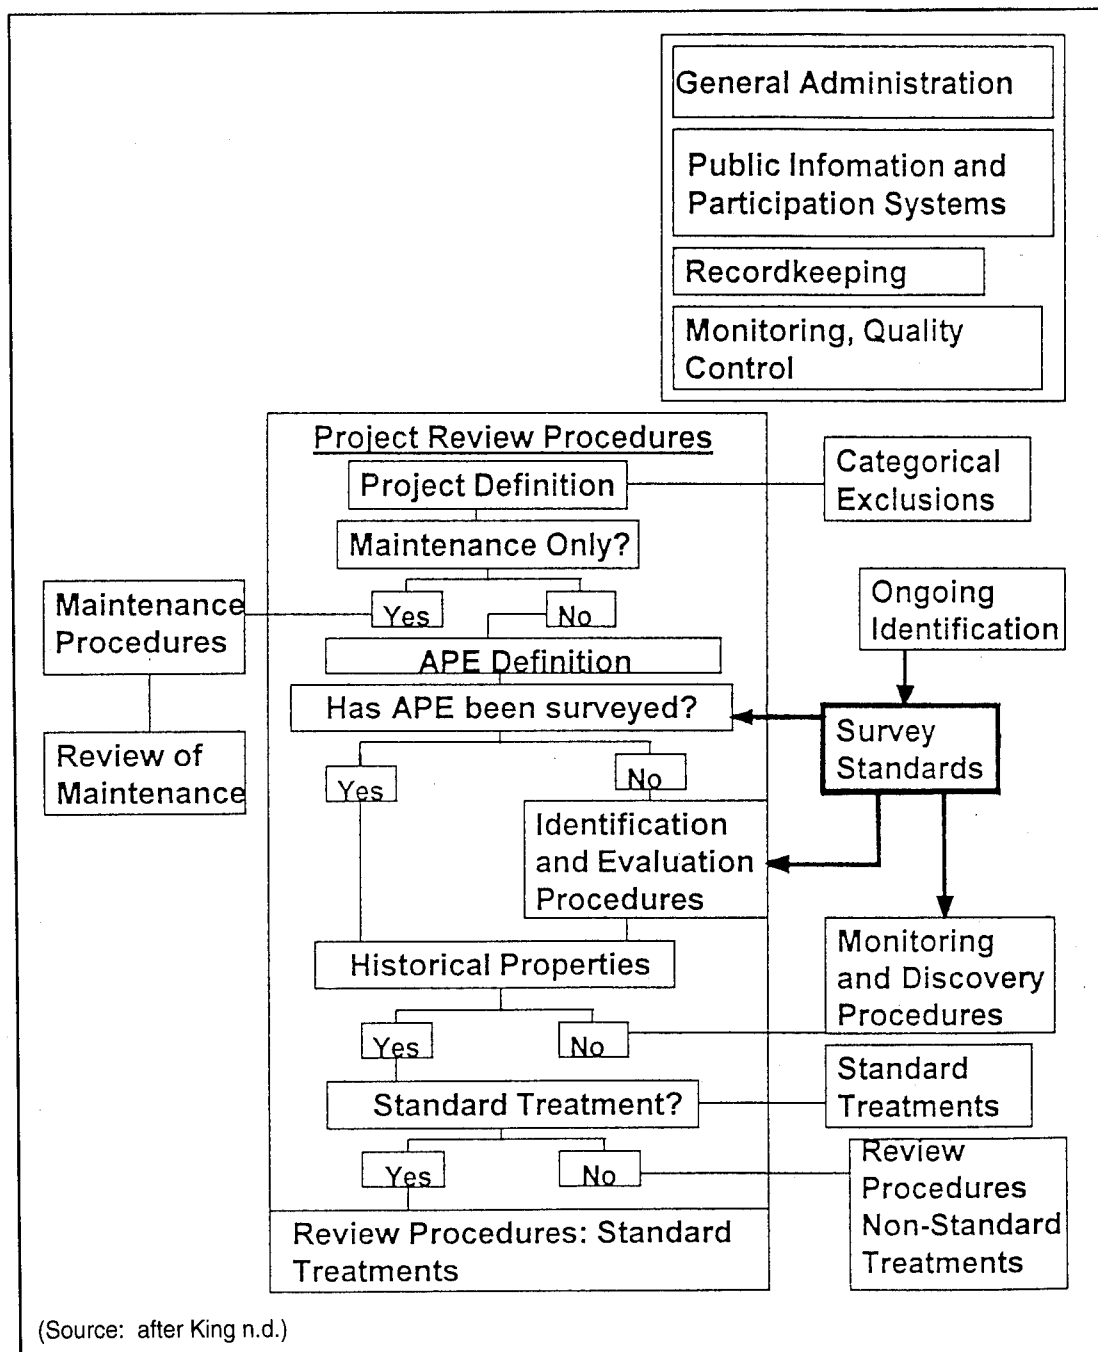 General Administration
Public Infomation and
Participation Systems
Recordkeeping
Monitoring, Quality
Control
Project Review Procedures
Project Definition
Categorical
Exclusions
Maintenance Only?
Yes
No
Maintenance
Procedures
Ongoing
Identification
APE Definition
Has APE been surveyed?
Survey
Standards
Review of
Maintenance
Yes
No
Identification
and Evaluation
Procedures
Historical Properties
Monitoring
and Discovery
Procedures
Yes
No
Standard Treatment?
Standard
Treatments
Yes
No
Review
Procedures
Non-Standard
Treatments
Review Procedures: Standard
Treatments
(Source: after King n.d.)